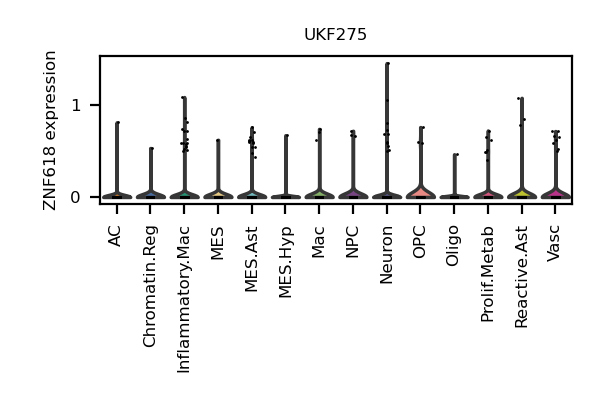 UKF275
ZNF618 expression
1
0
AC
Chromatin.Reg
Inflammatory.Mac
MES
MES.Ast
MES.Hyp
Mac
NPC
Neuron
OPC
Oligo
Prolif.Metab
Reactive.Ast
Vasc